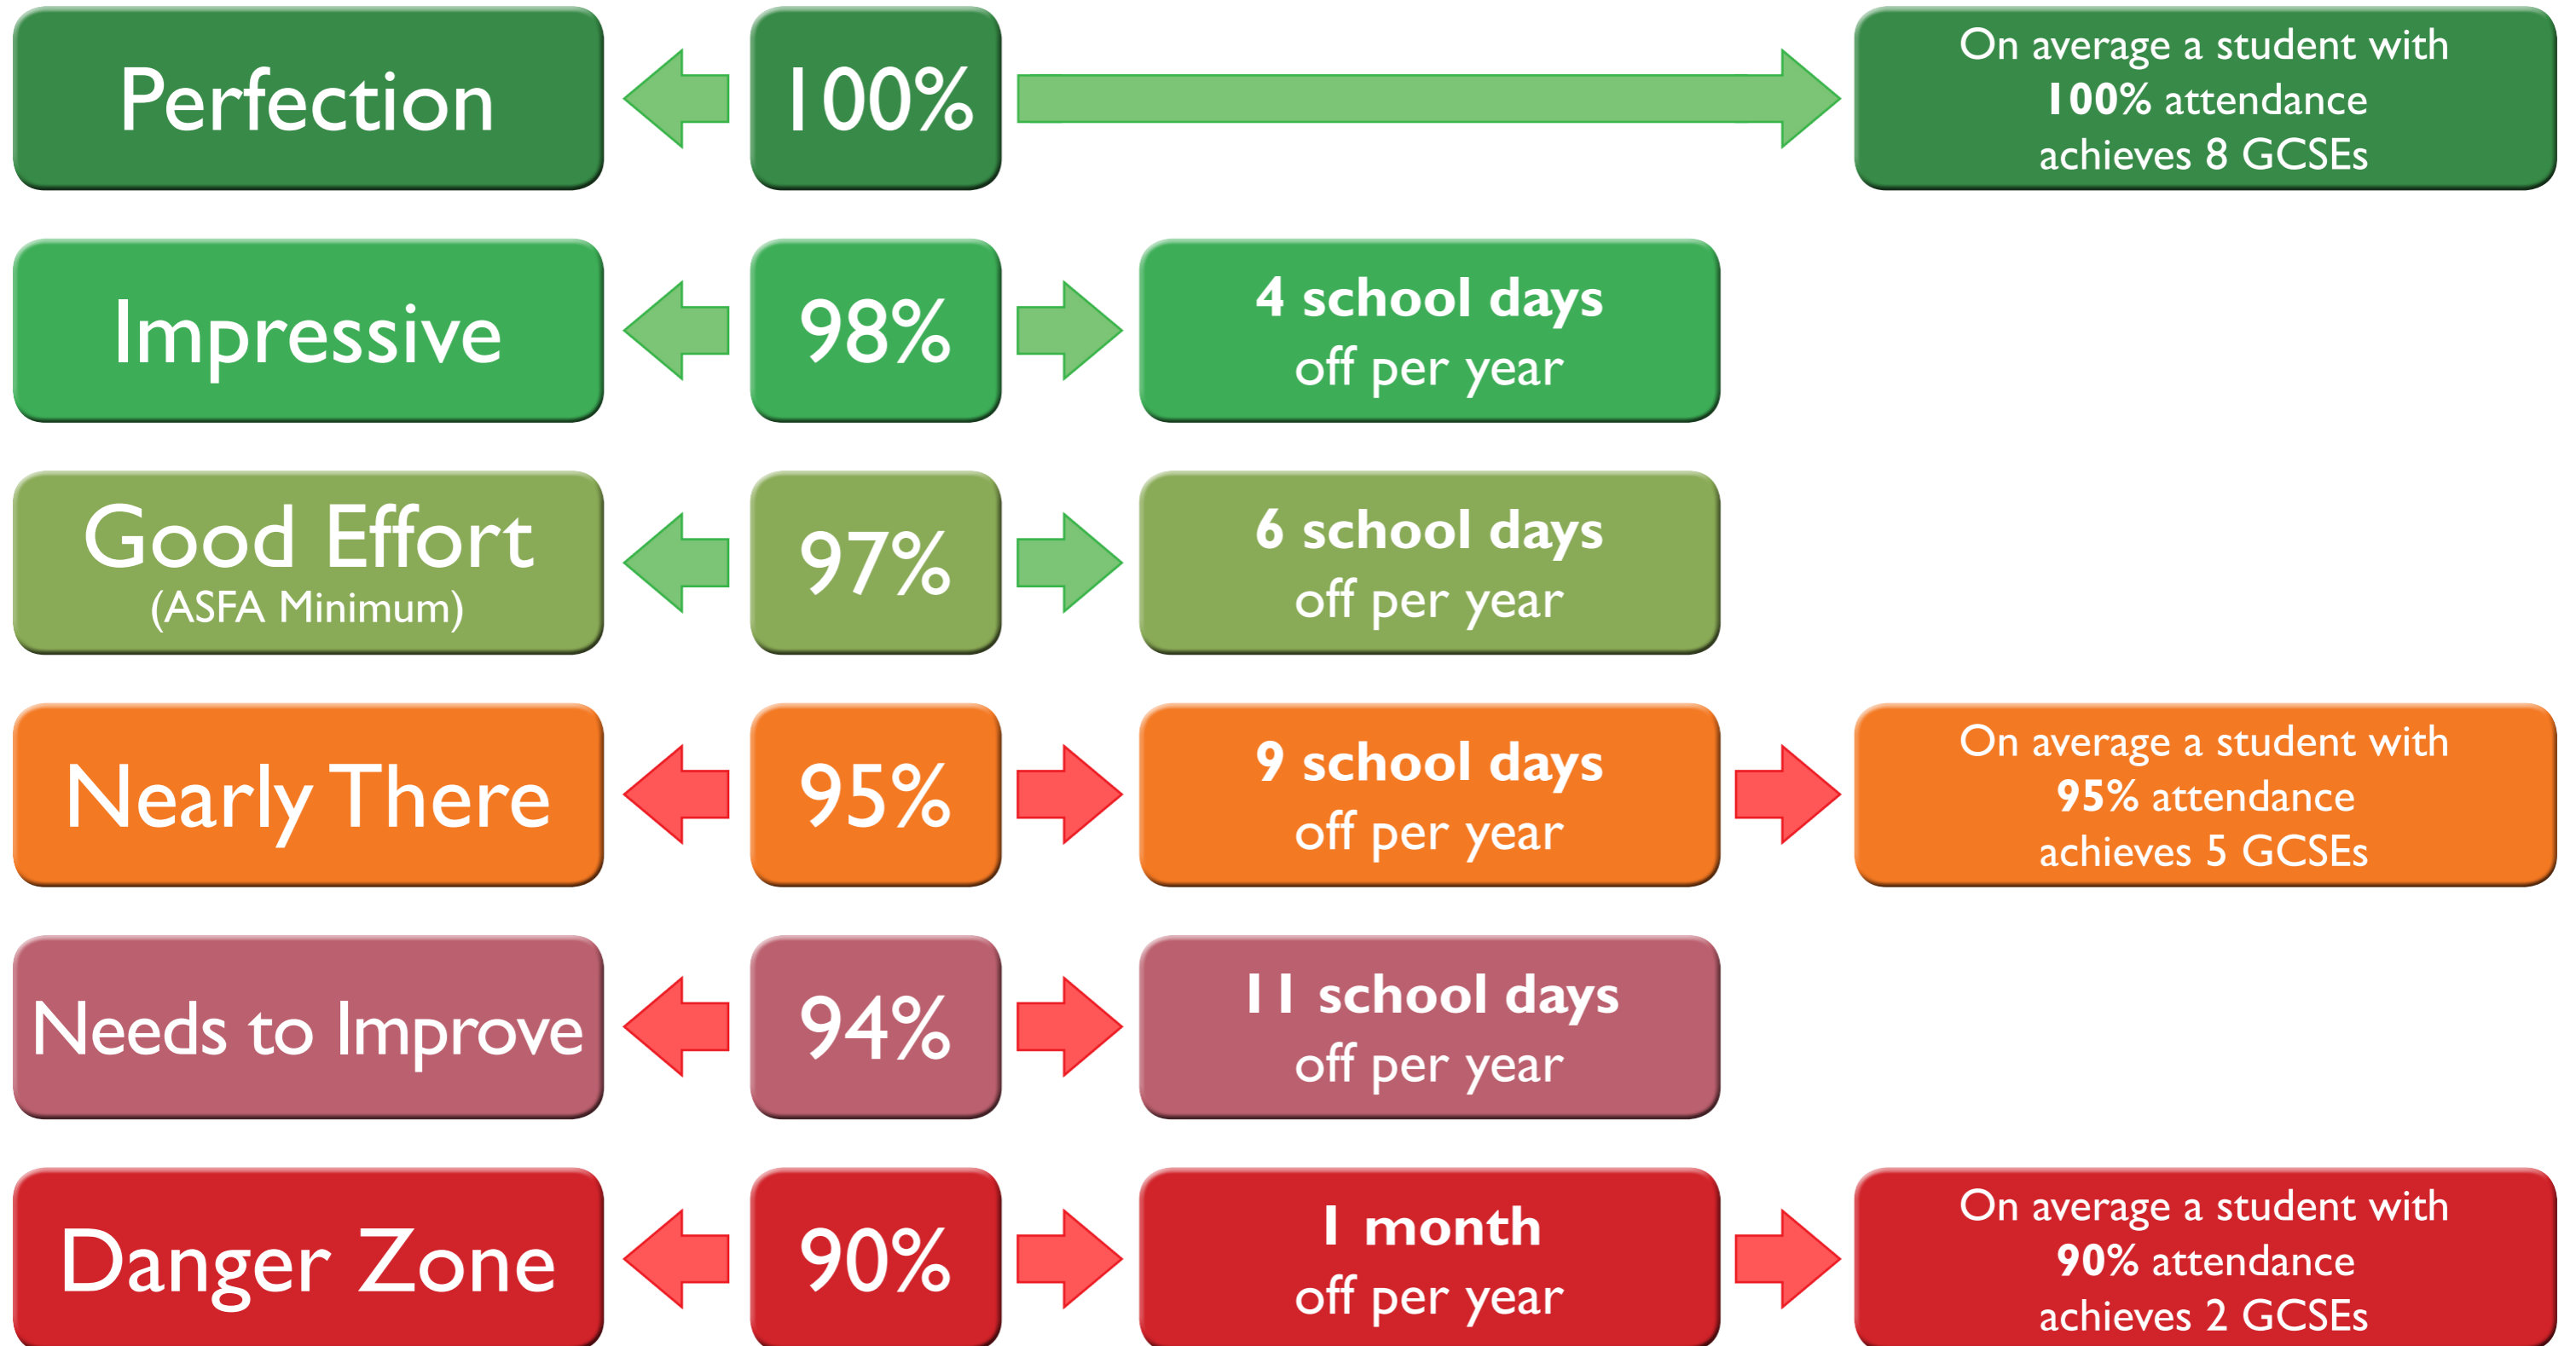 Perfection
100%
On average a student with
100% attendance
achieves 8 GCSEs
Impressive
98%
4 school days
off per year
Good Effort
(ASFA Minimum)
97%
6 school days
off per year
Nearly There
95%
9 school days
off per year
On average a student with
95% attendance
achieves 5 GCSEs
Needs to Improve
94%
11 school days
off per year
Danger Zone
90%
1 month
off per year
On average a student with
90% attendance
achieves 2 GCSEs